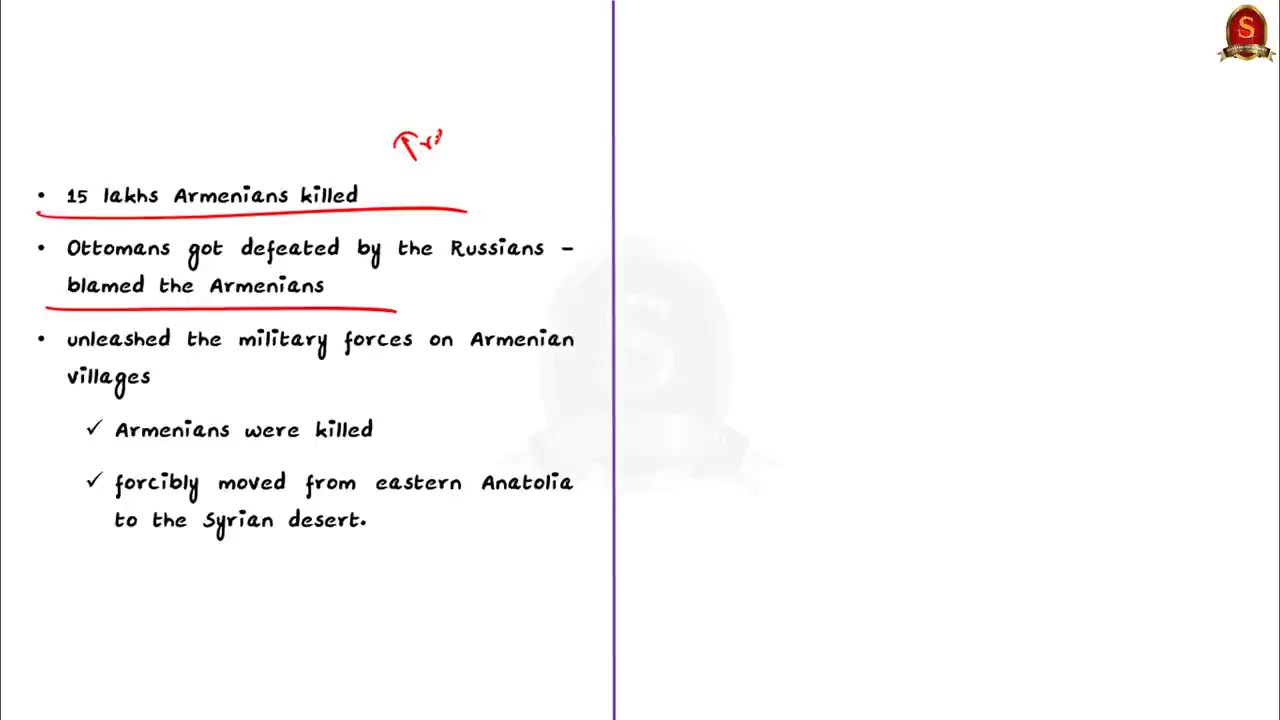 • 15 lakhs Armenians killed
• Ottomans got defeated by the Russians –
blamed the Armenians
• unleashed the military forces on Armenian
villages
✓ Armenians were killed
✓ forcibly moved from eastern Anatolia
to the Syrian desert.
S